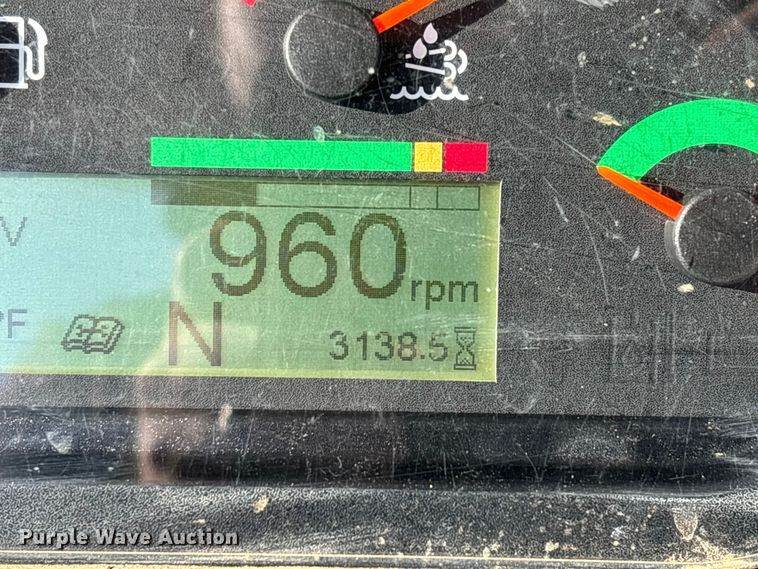 960 rpm
V
°F N 3138.5
Purple Wave Auction